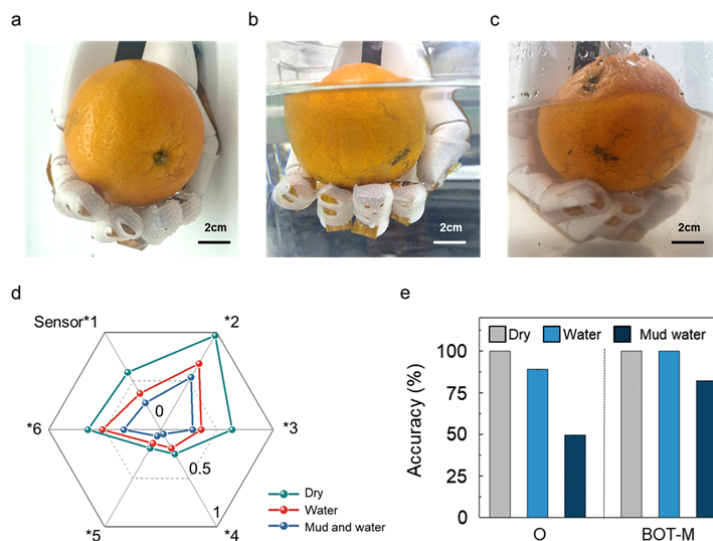 a
b
c
2cm
2cm
2cm
d
e
Sensor*1
*2
*6
0
*3
0.5
*5
1
*4
Dry
Water
Mud and water
Dry
Water
Mud water
Accuracy (%)
100
75
50
25
0
O
BOT-M